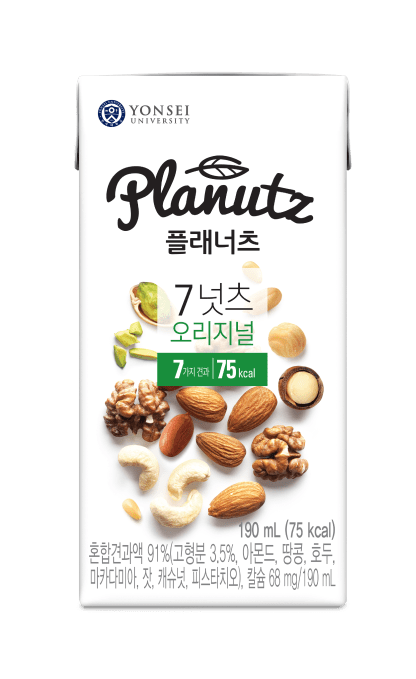 YONSEI
UNIVERSITY
Planutz
플래너츠
7넛츠
오리지널
7가지 견과 | 75 kcal
190 mL (75 kcal)
혼합견과액 91%(고형분 3.5%, 아몬드, 땅콩, 호두,
마카다미아, 잣, 캐슈넛, 피스타치오), 칼슘 68 mg/190 mL